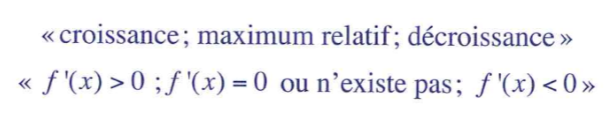 « croissance ; maximum relatif ; décroissance »
« f '(x) > 0 ; f '(x) = 0 ou n’existe pas ; f '(x) < 0 »